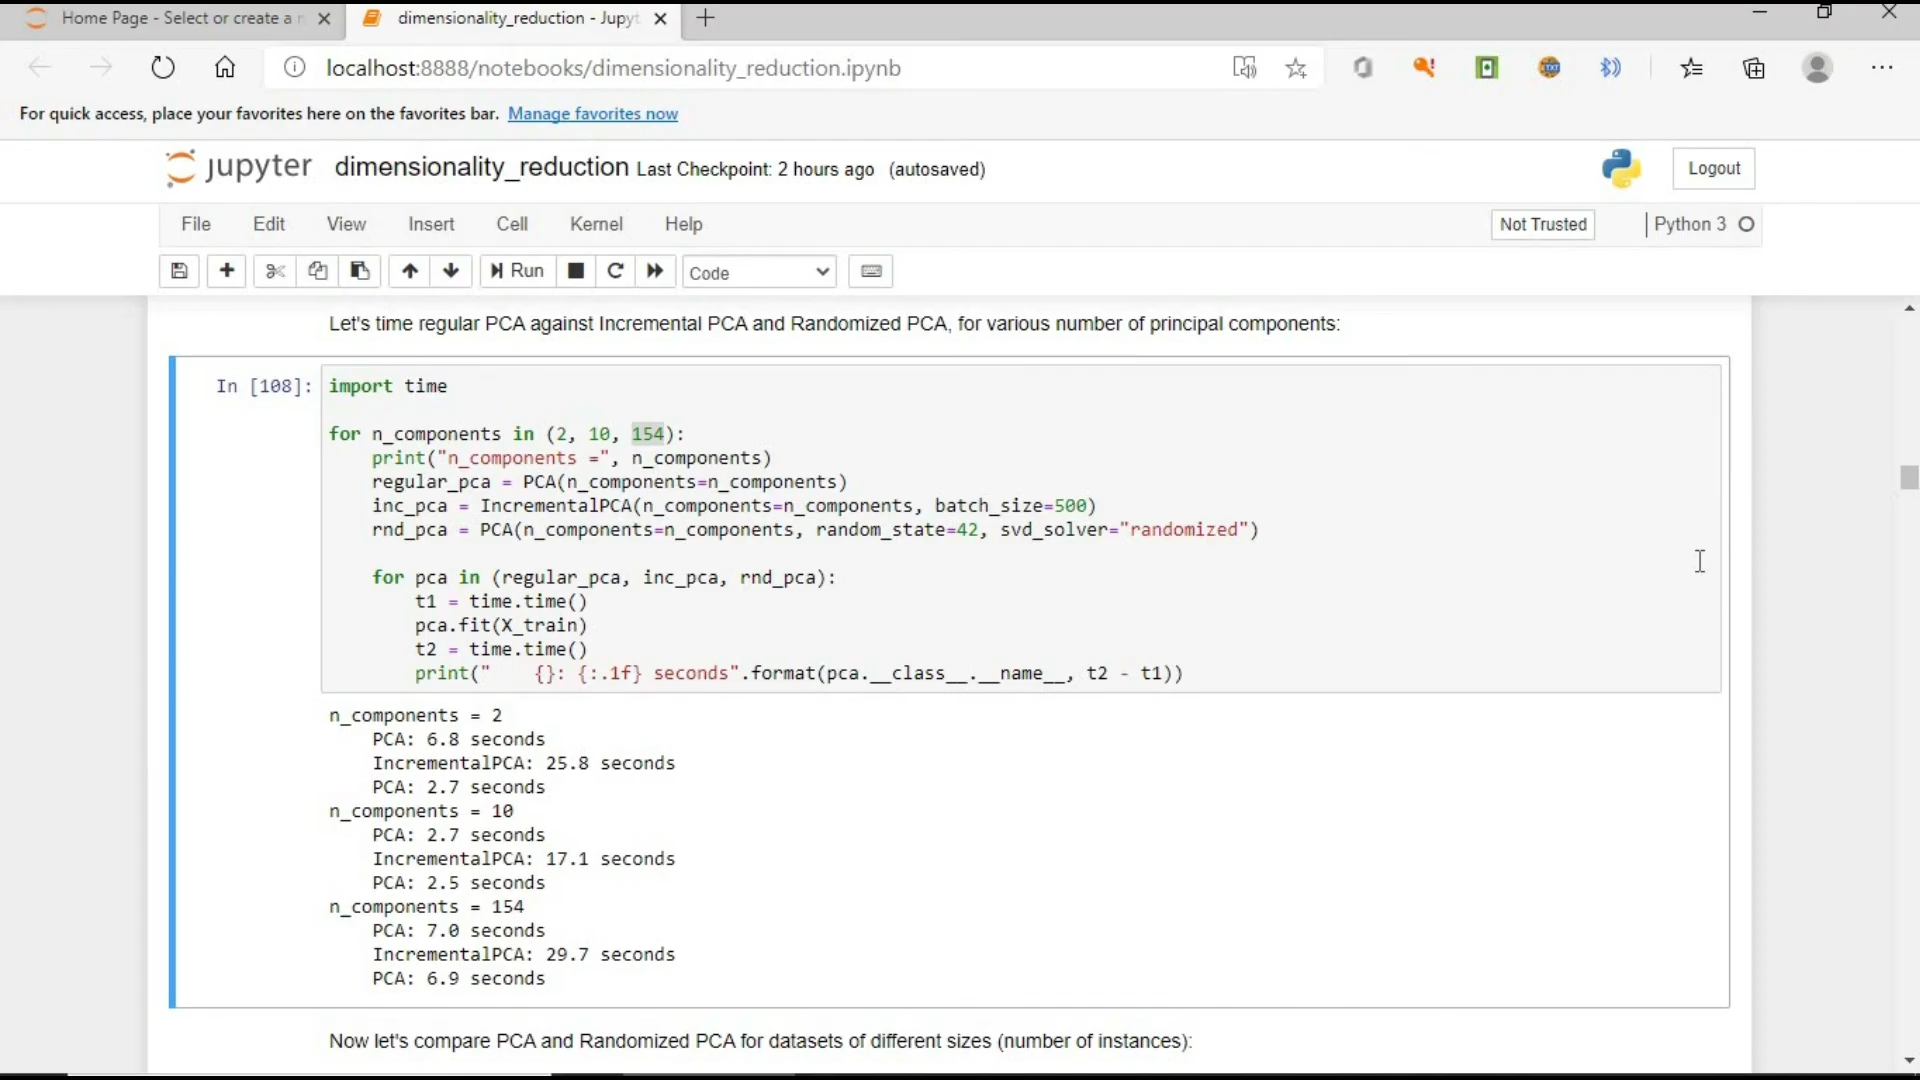 Home Page - Select or create a n
dimensionality_reduction - Jupyt
localhost:8888/notebooks/dimensionality_reduction.ipynb
For quick access, place your favorites here on the favorites bar. Manage favorites now
jupyter dimensionality_reduction Last Checkpoint: 2 hours ago (autosaved)
Logout
File Edit View Insert Cell Kernel Help
Not Trusted
Python 3
Run
Code
Let's time regular PCA against Incremental PCA and Randomized PCA, for various number of principal components:
In [108]: import time
for n_components in (2, 10, 154):
    print("n_components =", n_components)
    regular_pca = PCA(n_components=n_components)
    inc_pca = IncrementalPCA(n_components=n_components, batch_size=500)
    rnd_pca = PCA(n_components=n_components, random_state=42, svd_solver="randomized")
    for pca in (regular_pca, inc_pca, rnd_pca):
        t1 = time.time()
        pca.fit(X_train)
        t2 = time.time()
        print("    {}: {:.1f} seconds".format(pca.__class__.__name__, t2 - t1))
n_components = 2
    PCA: 6.8 seconds
    IncrementalPCA: 25.8 seconds
    PCA: 2.7 seconds
n_components = 10
    PCA: 2.7 seconds
    IncrementalPCA: 17.1 seconds
    PCA: 2.5 seconds
n_components = 154
    PCA: 7.0 seconds
    IncrementalPCA: 29.7 seconds
    PCA: 6.9 seconds
Now let's compare PCA and Randomized PCA for datasets of different sizes (number of instances):